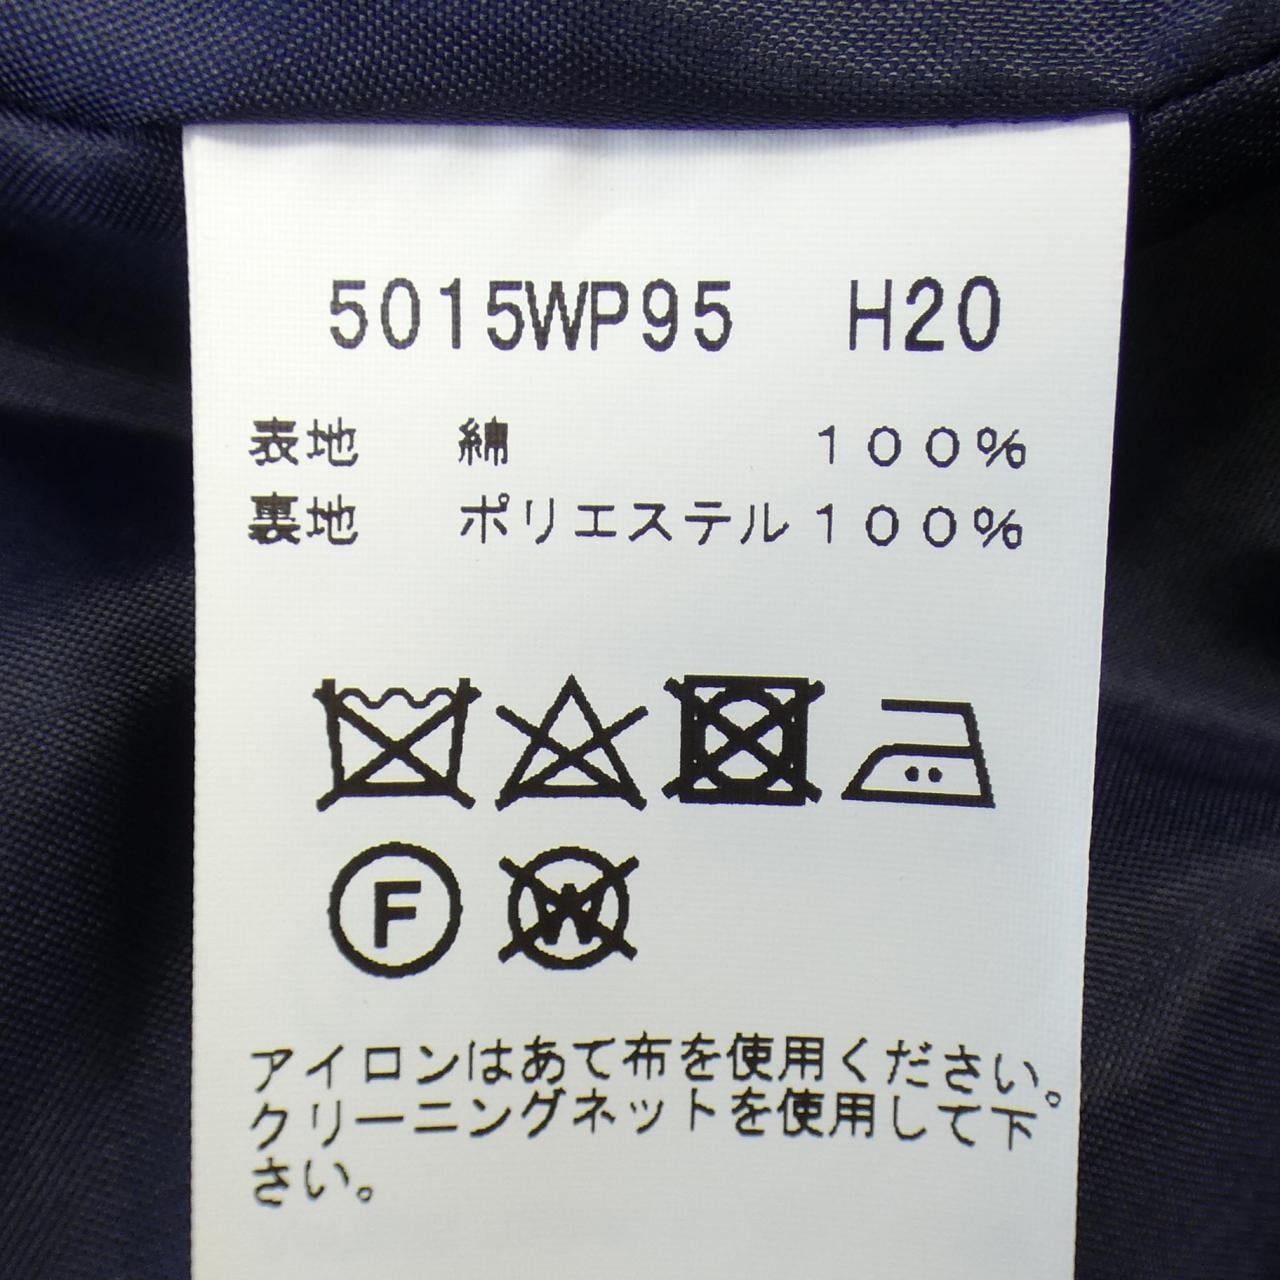 5015WP95 H20
表地 綿 100%
裏地 ポリエステル 100%
F
W
アイロンはあて布を使用ください。
クリーニングネットを使用して下
さい。